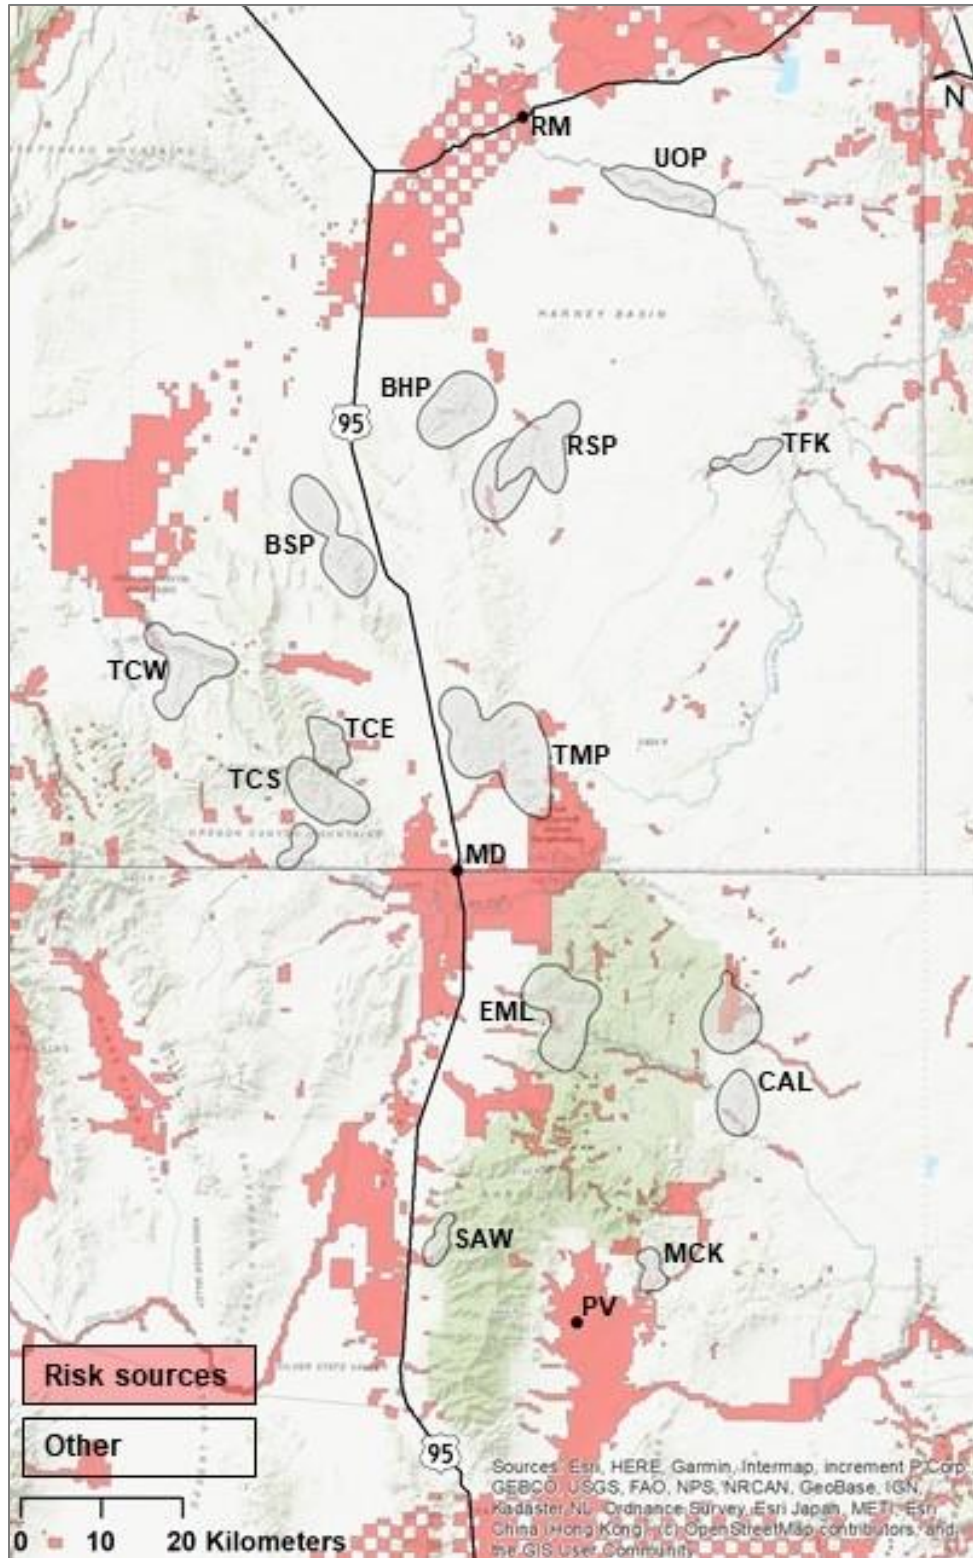 RM
N
UOP
HARNEY BASIN
BHP
95
RSP
TFK
BSP
TCW
TCE
TMP
TCS
OREGON CANYON MOUNTAINS
MD
EML
CAL
SAW
MCK
PV
Risk sources
Other
95
0 10 20 Kilometers
Sources: Esri, HERE, Garmin, Intermap, increment P Corp.,
GEBCO, USGS, FAO, NPS, NRCAN, GeoBase, IGN,
Kadaster NL, Ordnance Survey, Esri Japan, METI, Esri
China (Hong Kong), (c) OpenStreetMap contributors, and
the GIS User Community